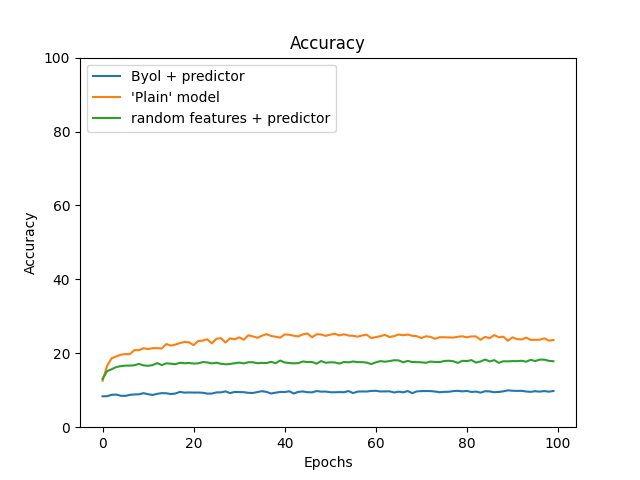 Accuracy
100
80
60
40
20
0
Accuracy
Byol + predictor
'Plain' model
random features + predictor
0 20 40 60 80 100
Epochs